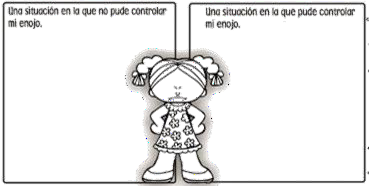 Una situación en la que no pude controlar
mi enojo.
Una situación en la que pude controlar
mi enojo.